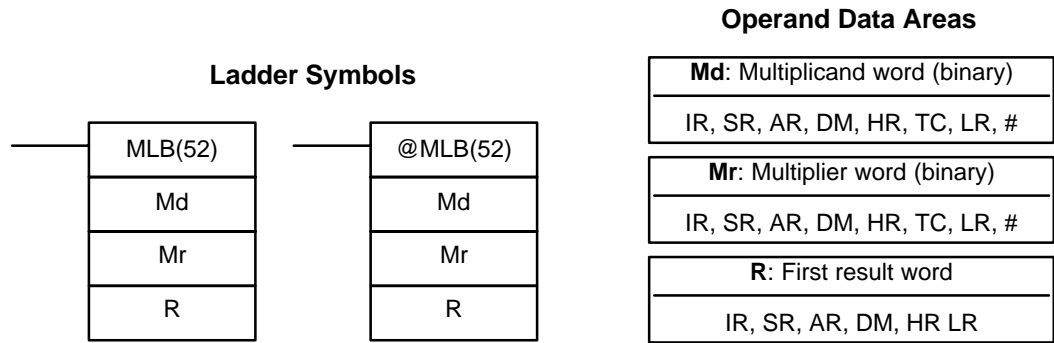 Ladder Symbols
MLB(52)
Md
Mr
R
@MLB(52)
Md
Mr
R
Operand Data Areas
Md: Multiplicand word (binary)
IR, SR, AR, DM, HR, TC, LR, #
Mr: Multiplier word (binary)
IR, SR, AR, DM, HR, TC, LR, #
R: First result word
IR, SR, AR, DM, HR LR